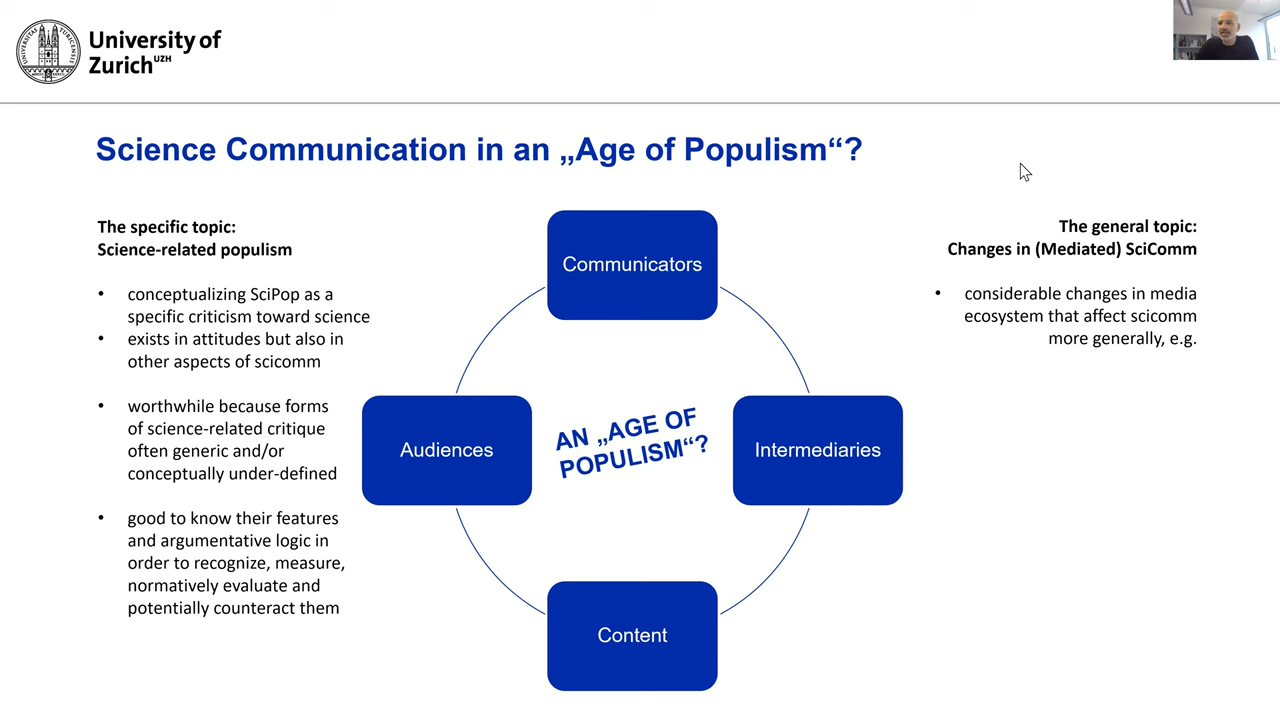 University of
Zurich UZH
Science Communication in an „Age of Populism“?
The specific topic:
Science-related populism
• conceptualizing SciPop as a
specific criticism toward science
• exists in attitudes but also in
other aspects of scicomm
• worthwhile because forms
of science-related critique
often generic and/or
conceptually under-defined
• good to know their features
and argumentative logic in
order to recognize, measure,
normatively evaluate and
potentially counteract them
Communicators
Audiences
AN „AGE OF
POPULISM“?
Intermediaries
Content
The general topic:
Changes in (Mediated) SciComm
• considerable changes in media
ecosystem that affect scicomm
more generally, e.g.